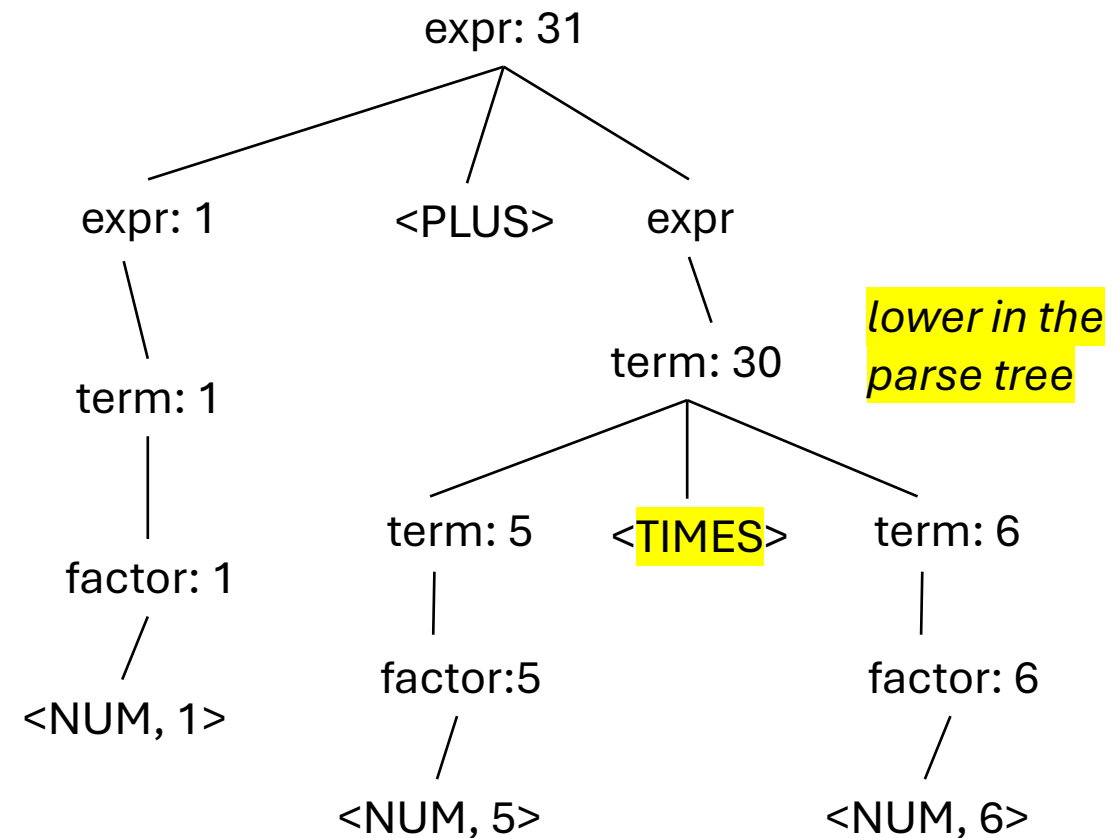 expr: 31
expr: 1
<PLUS>
expr
lower in the
parse tree
term: 30
term: 1
term: 5
<TIMES>
term: 6
factor: 1
factor:5
factor: 6
<NUM, 1>
<NUM, 5>
<NUM, 6>